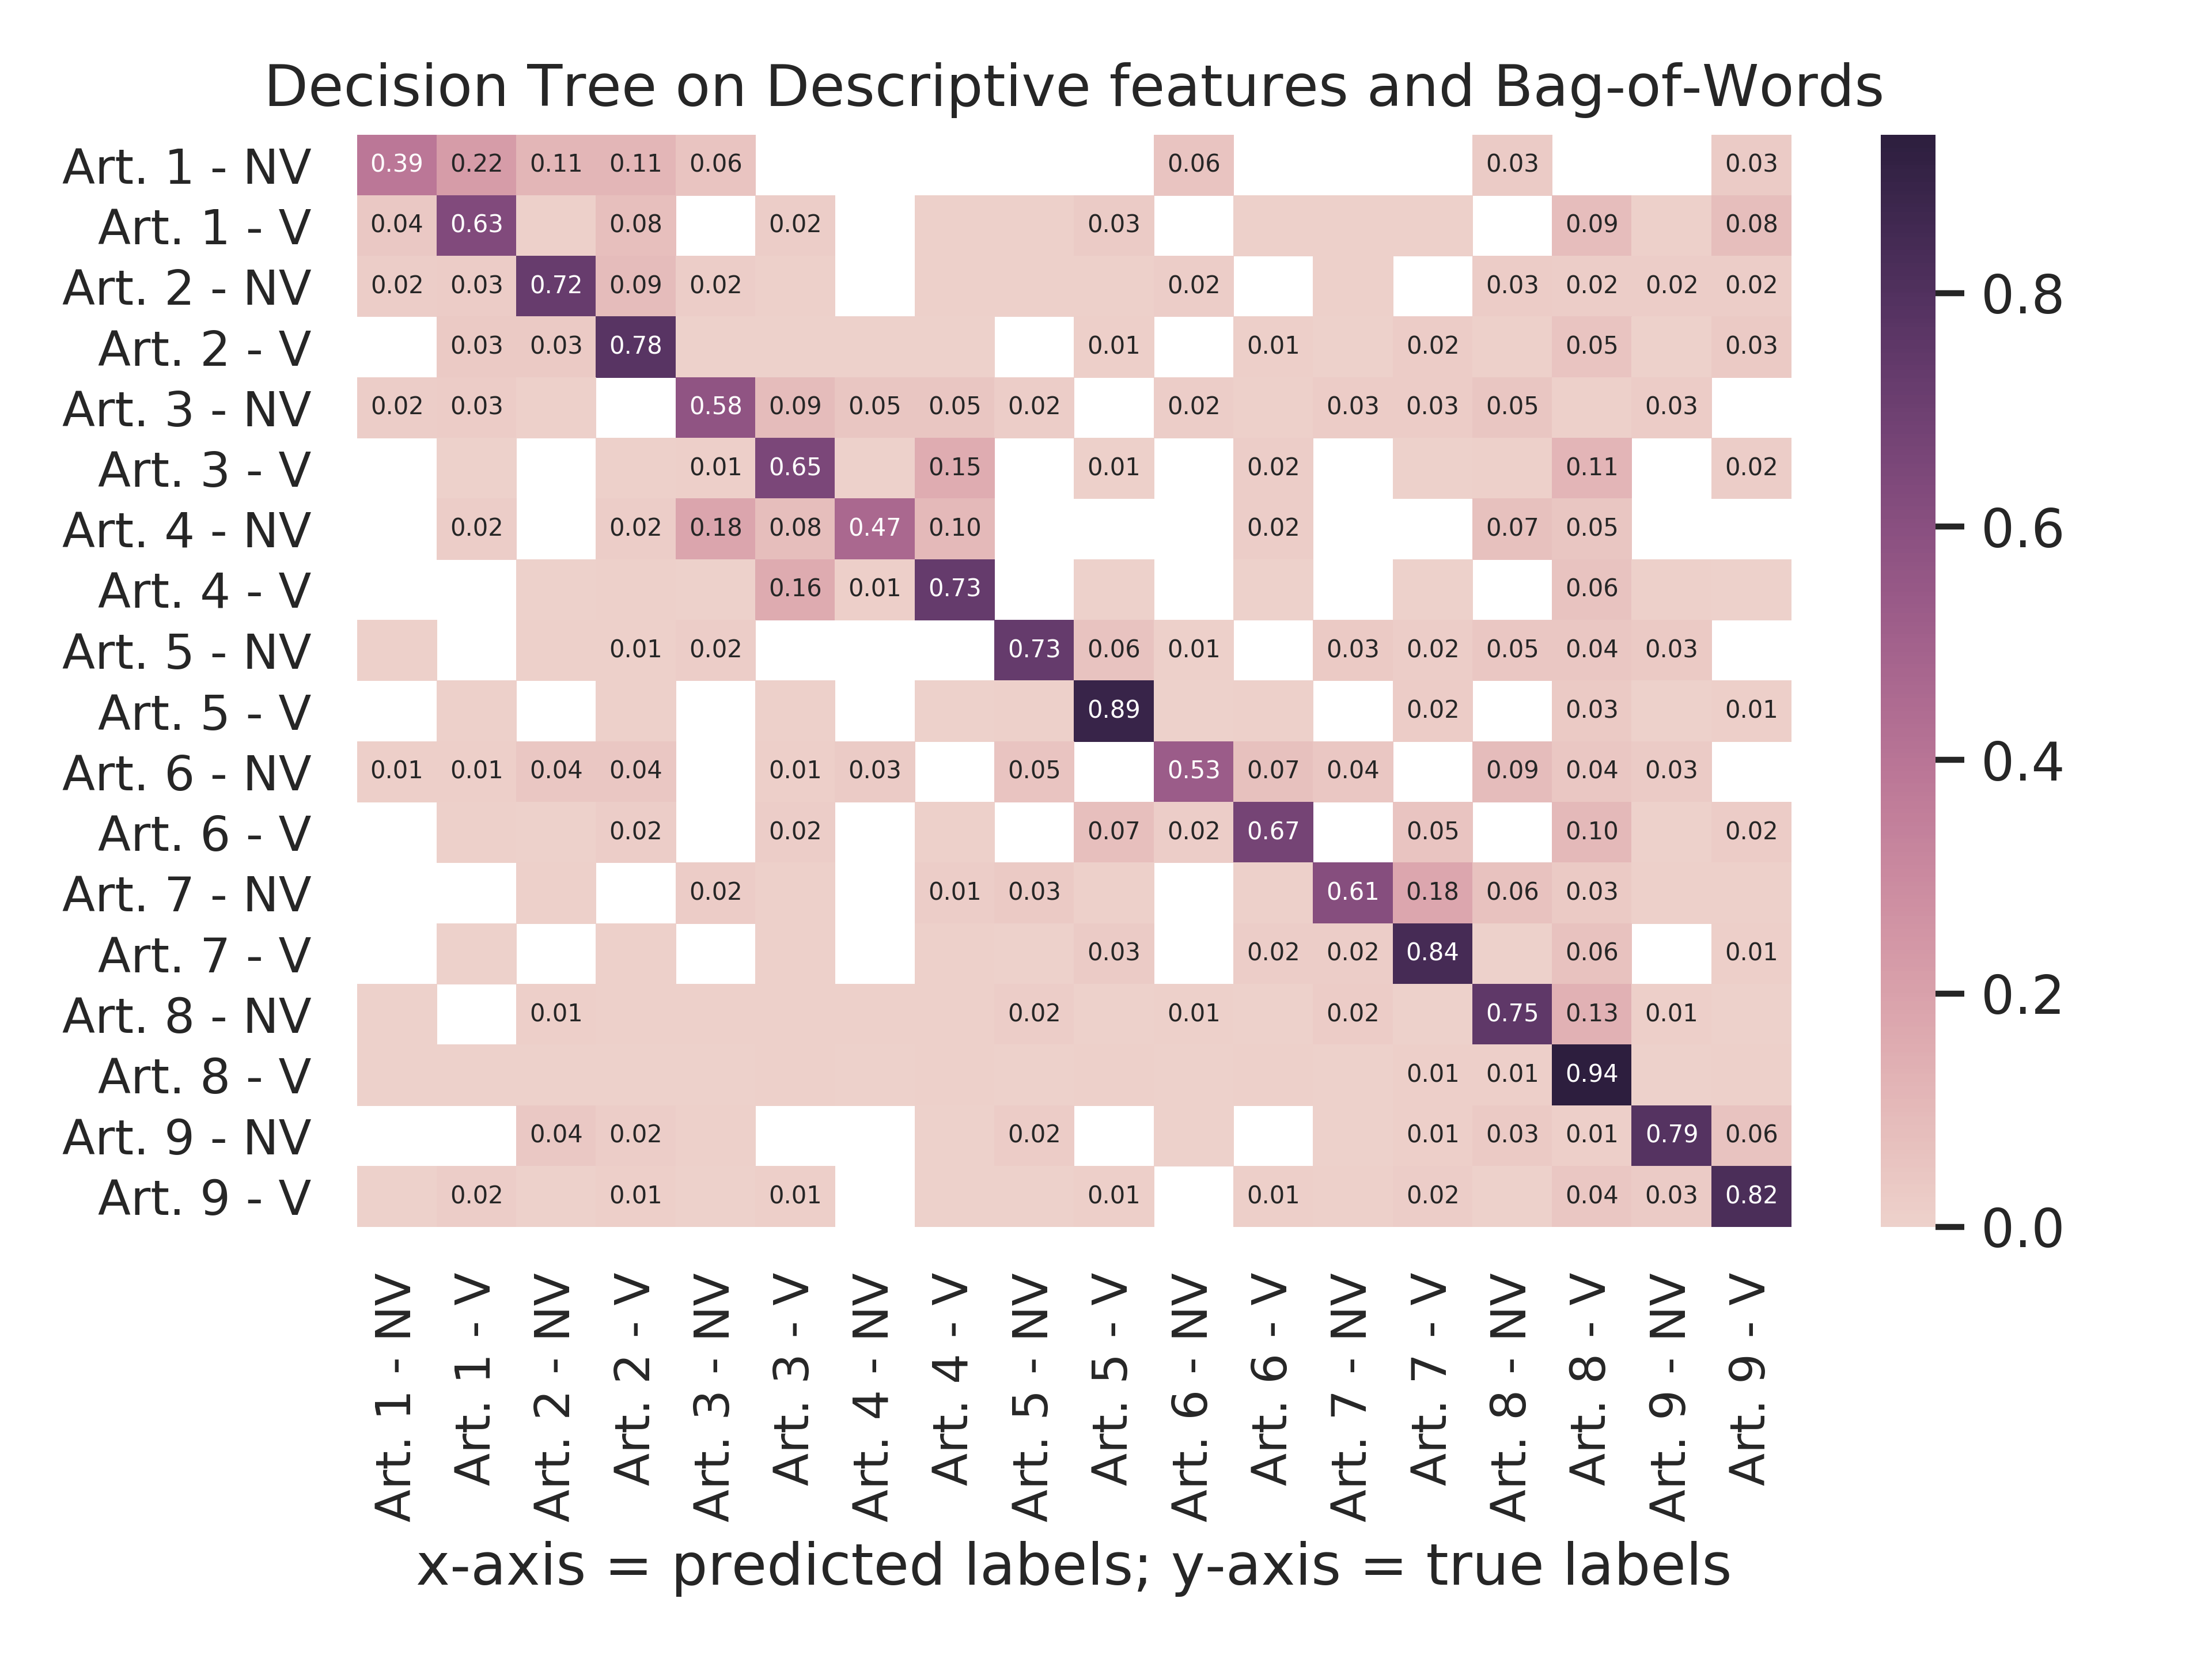 Decision Tree on Descriptive features and Bag-of-Words
Art. 1 - NV 0.39 0.22 0.11 0.11 0.06 0.06 0.03 0.03
Art. 1 - V 0.04 0.63 0.08 0.02 0.03 0.09 0.08
Art. 2 - NV 0.02 0.03 0.72 0.09 0.02 0.02 0.03 0.02 0.02 0.02
Art. 2 - V 0.03 0.03 0.78 0.01 0.01 0.02 0.05 0.03
Art. 3 - NV 0.02 0.03 0.58 0.09 0.05 0.05 0.02 0.02 0.03 0.03 0.05 0.03
Art. 3 - V 0.01 0.65 0.15 0.01 0.02 0.11 0.02
Art. 4 - NV 0.02 0.02 0.18 0.08 0.47 0.10 0.02 0.07 0.05
Art. 4 - V 0.16 0.01 0.73 0.06
Art. 5 - NV 0.01 0.02 0.73 0.06 0.01 0.03 0.02 0.05 0.04 0.03
Art. 5 - V 0.89 0.02 0.03 0.01
Art. 6 - NV 0.01 0.01 0.04 0.04 0.01 0.03 0.05 0.53 0.07 0.04 0.09 0.04 0.03
Art. 6 - V 0.02 0.02 0.07 0.02 0.67 0.05 0.10 0.02
Art. 7 - NV 0.02 0.01 0.03 0.61 0.18 0.06 0.03
Art. 7 - V 0.03 0.02 0.02 0.84 0.06 0.01
Art. 8 - NV 0.01 0.02 0.01 0.02 0.75 0.13 0.01
Art. 8 - V 0.01 0.01 0.94
Art. 9 - NV 0.04 0.02 0.02 0.01 0.03 0.01 0.79 0.06
Art. 9 - V 0.02 0.01 0.01 0.01 0.01 0.02 0.04 0.03 0.82
0.8
0.6
0.4
0.2
0.0
Art. 1 - NV
Art. 1 - V
Art. 2 - NV
Art. 2 - V
Art. 3 - NV
Art. 3 - V
Art. 4 - NV
Art. 4 - V
Art. 5 - NV
Art. 5 - V
Art. 6 - NV
Art. 6 - V
Art. 7 - NV
Art. 7 - V
Art. 8 - NV
Art. 8 - V
Art. 9 - NV
Art. 9 - V
x-axis = predicted labels; y-axis = true labels